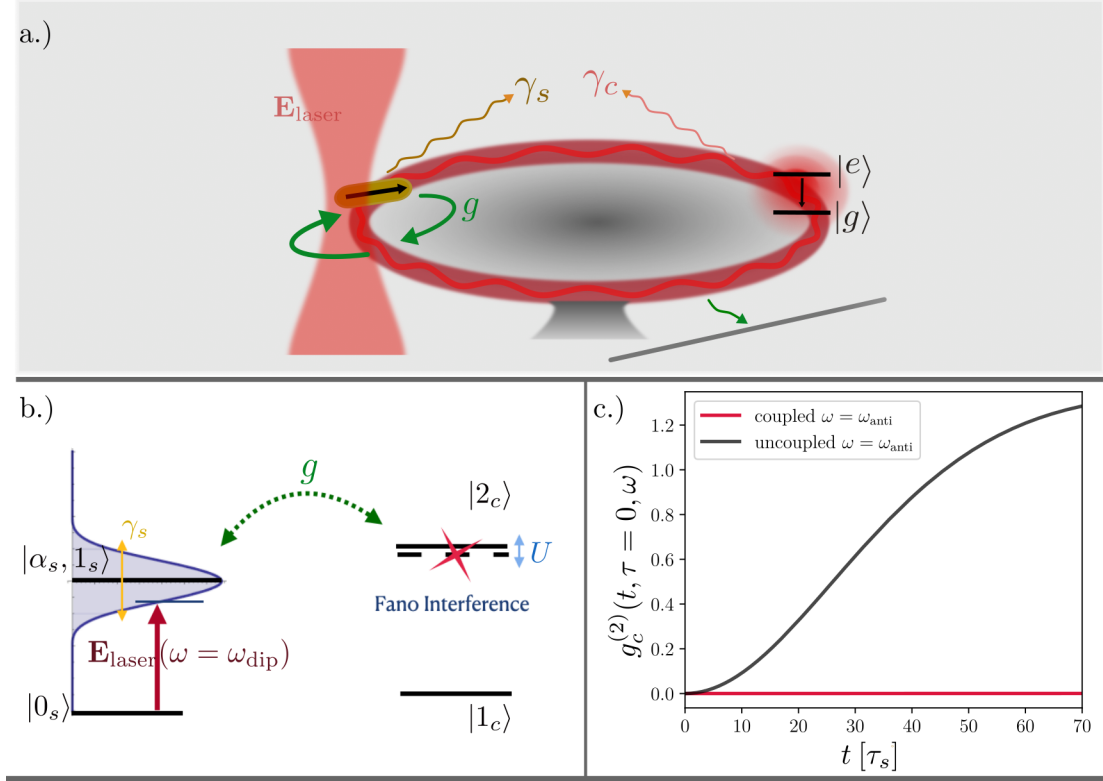 a.)
E_laser
γ_s
γ_c
g
|e⟩
|g⟩
b.)
g
|2_c⟩
γ_s
|α_s, 1_s⟩
U
Fano Interference
E_laser(ω = ω_dip)
|0_s⟩
|1_c⟩
c.)
coupled ω = ω_anti
uncoupled ω = ω_anti
g_c^(2)(t, τ = 0, ω)
1.2
1.0
0.8
0.6
0.4
0.2
0.0
0 10 20 30 40 50 60 70
t [τ_s]